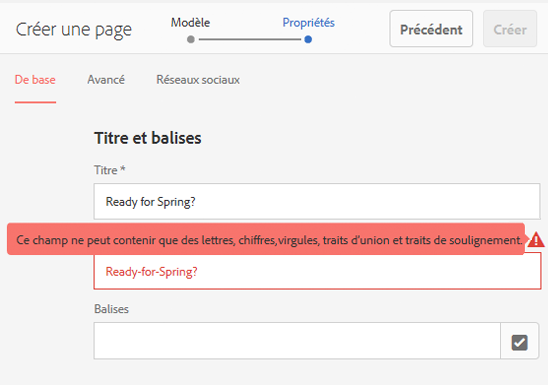 Créer une page
Modèle
Propriétés
Précédent
Créer
De base
Avancé
Réseaux sociaux
Titre et balises
Titre *
Ready for Spring?
Ce champ ne peut contenir que des lettres, chiffres,virgules, traits d'union et traits de soulignement.
Ready-for-Spring?
Balises